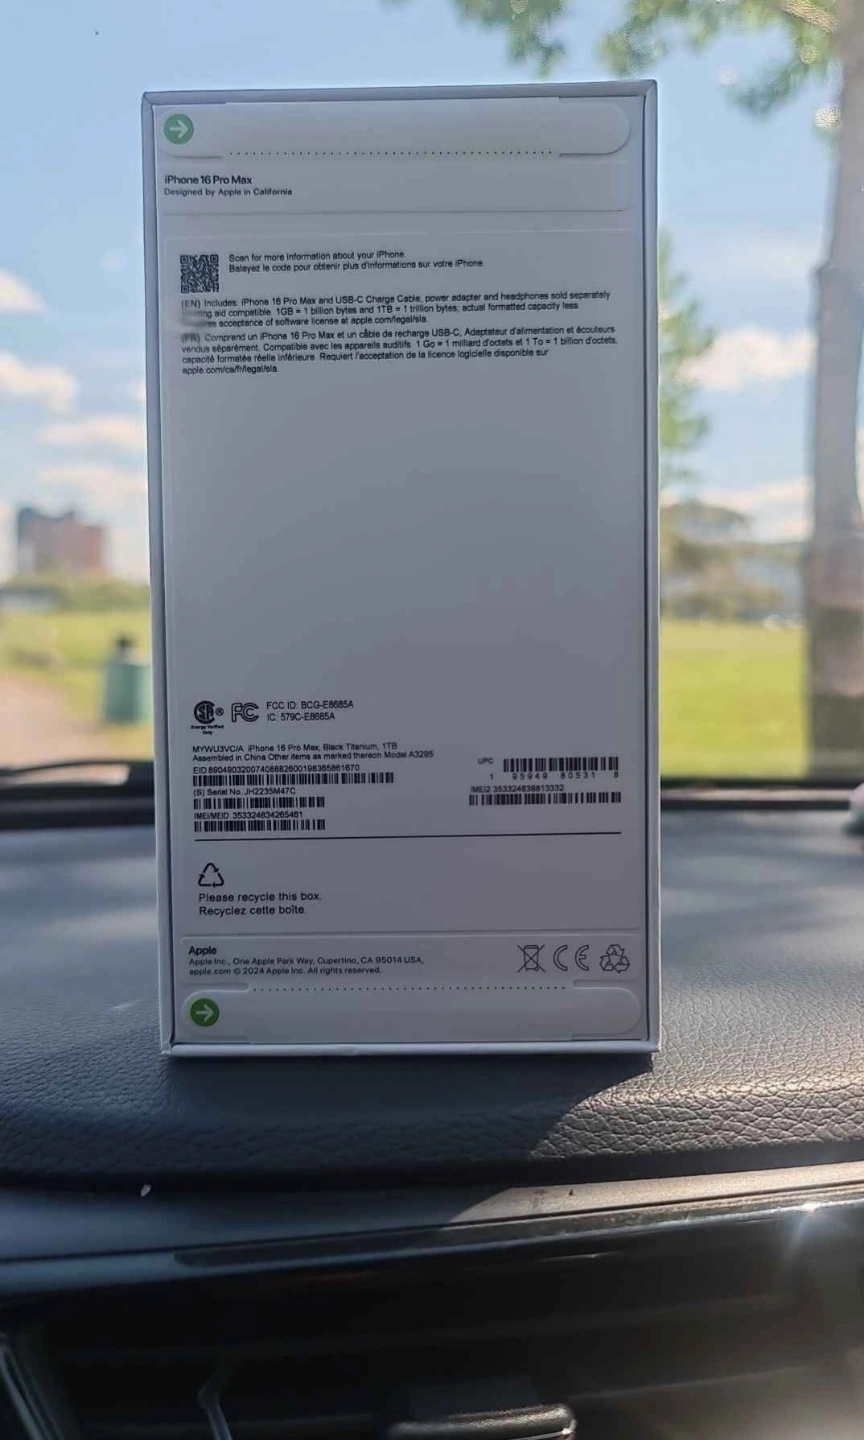 iPhone 16 Pro Max
Designed by Apple in California
Scan for more information about your iPhone.
Balayez le code pour obtenir plus d'informations sur votre iPhone.
(EN) Includes: iPhone 16 Pro Max and USB-C Charge Cable, power adapter and headphones sold separately
aid compatible. 1GB = 1 billion bytes and 1TB = 1 trillion bytes; actual formatted capacity less.
acceptance of software license at apple.com/legal/sla.
(FR) Comprend un iPhone 16 Pro Max et un câble de recharge USB-C, Adaptateur d'alimentation et écouteurs
vendus séparément. Compatible avec les appareils auditifs. 1 Go = 1 milliard d'octets et 1 To = 1 billion d'octets,
capacité formatée réelle inférieure. Requiert l'acceptation de la licence logicielle disponible sur
apple.com/ca/fr/legal/sla.
Energy Verified
Only
FCC ID: BCG-E8685A
IC: 579C-E8685A
MYWU3VC/A iPhone 16 Pro Max, Black Titanium, 1TB
Assembled in China Other items as marked thereon Model A3295
EID 89049032007408882600198365861670
(S) Serial No. JH2235M47C
IMEI/MEID 353324834265461
UPC
1 95949 80531 8
IMEI2 353324838813332
Please recycle this box.
Recyclez cette boîte.
Apple
Apple Inc., One Apple Park Way, Cupertino, CA 95014 USA,
apple.com © 2024 Apple Inc. All rights reserved.